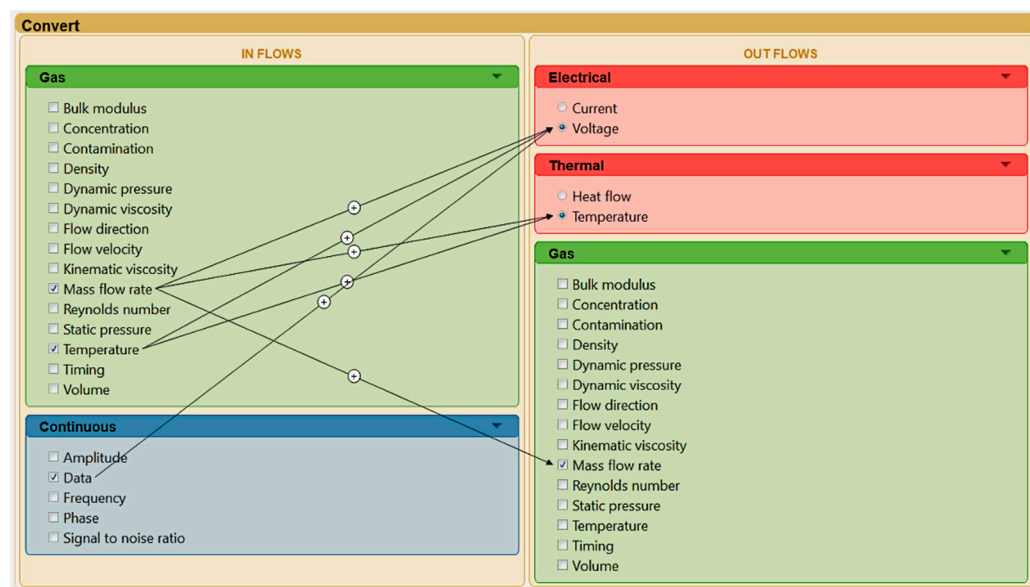 Convert
IN FLOWS
Gas
Bulk modulus
Concentration
Contamination
Density
Dynamic pressure
Dynamic viscosity
Flow direction
Flow velocity
Kinematic viscosity
Mass flow rate
Reynolds number
Static pressure
Temperature
Timing
Volume
Continuous
Amplitude
Data
Frequency
Phase
Signal to noise ratio
OUT FLOWS
Electrical
Current
Voltage
Thermal
Heat flow
Temperature
Gas
Bulk modulus
Concentration
Contamination
Density
Dynamic pressure
Dynamic viscosity
Flow direction
Flow velocity
Kinematic viscosity
Mass flow rate
Reynolds number
Static pressure
Temperature
Timing
Volume